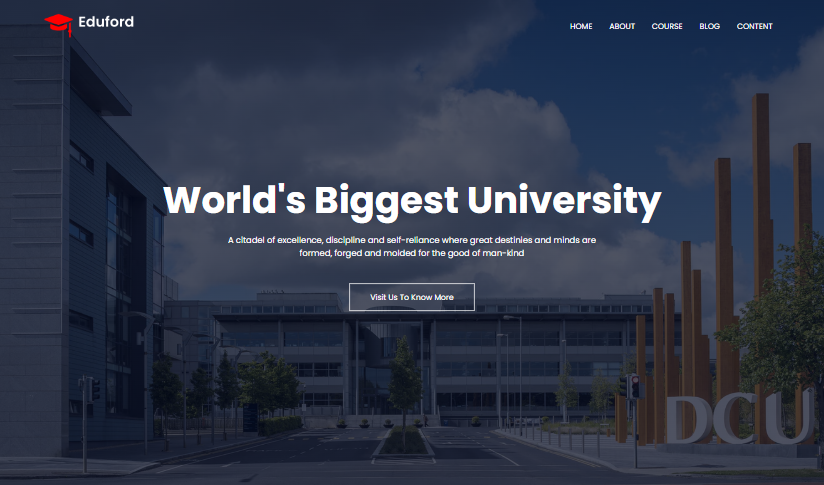 Eduford
HOME ABOUT COURSE BLOG CONTENT
World's Biggest University
A citadel of excellence, discipline and self-reliance where great destinies and minds are
formed, forged and molded for the good of man-kind
Visit Us To Know More
DCU